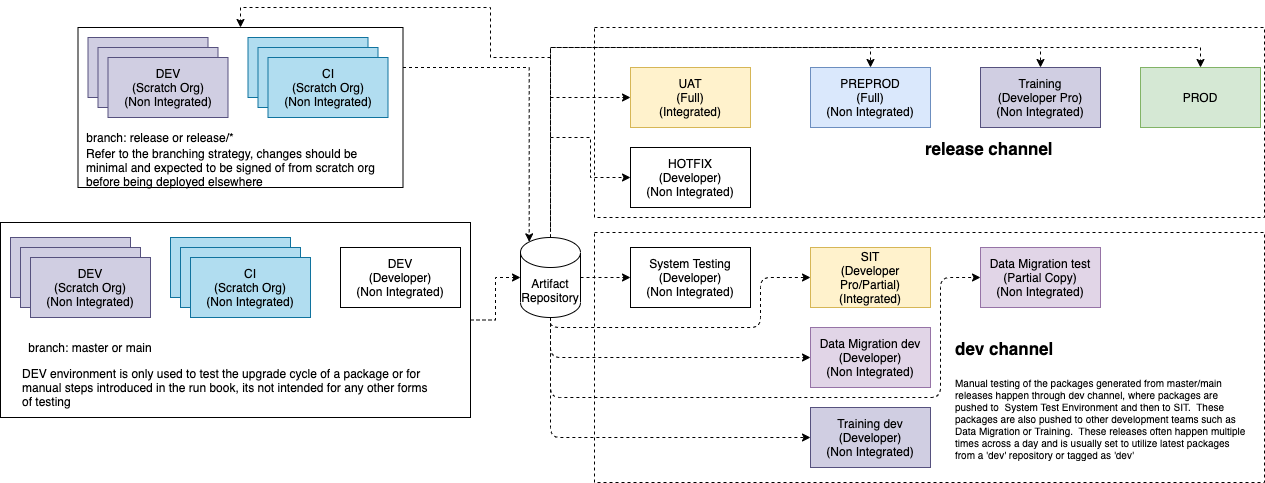 DEV
(Scratch Org)
(Non Integrated)
CI
(Scratch Org)
(Non Integrated)
branch: release or release/*
Refer to the branching strategy, changes should be
minimal and expected to be signed of from scratch org
before being deployed elsewhere
UAT
(Full)
(Integrated)
PREPROD
(Full)
(Non Integrated)
Training
(Developer Pro)
(Non Integrated)
PROD
release channel
HOTFIX
(Developer)
(Non Integrated)
DEV
(Scratch Org)
(Non Integrated)
CI
(Scratch Org)
(Non Integrated)
DEV
(Developer)
(Non Integrated)
branch: master or main
DEV environment is only used to test the upgrade cycle of a package or for
manual steps introduced in the run book, its not intended for any other forms
of testing
Artifact
Repository
System Testing
(Developer)
(Non Integrated)
SIT
(Developer
Pro/Partial)
(Integrated)
Data Migration test
(Partial Copy)
(Non Integrated)
Data Migration dev
(Developer)
(Non Integrated)
Training dev
(Developer)
(Non Integrated)
dev channel
Manual testing of the packages generated from master/main
releases happen through dev channel, where packages are
pushed to System Test Environment and then to SIT. These
packages are also pushed to other development teams such as
Data Migration or Training. These releases often happen multiple
times across a day and is usually set to utilize latest packages
from a 'dev' repository or tagged as 'dev'